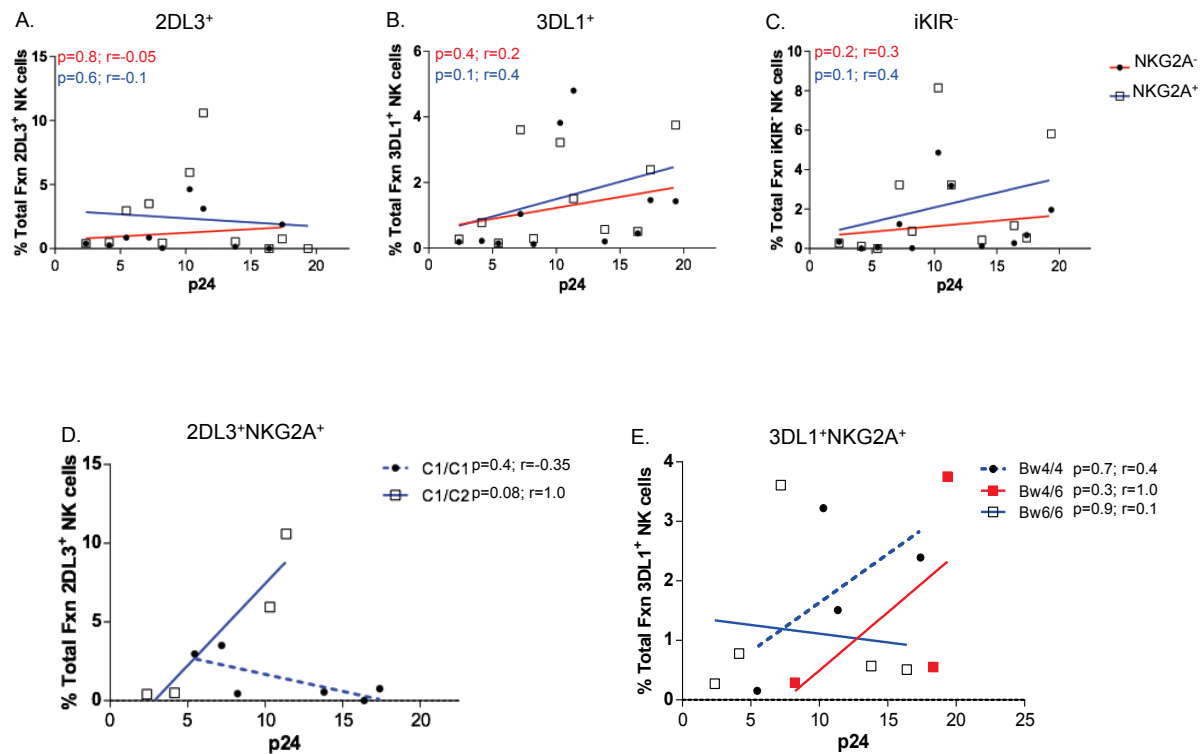 A.
2DL3⁺
p=0.8; r=-0.05
p=0.6; r=-0.1
% Total Fxn 2DL3⁺ NK cells
15
10
5
0
0 5 10 15 20
p24
B.
3DL1⁺
p=0.4; r=0.2
p=0.1; r=0.4
% Total Fxn 3DL1⁺ NK cells
6
4
2
0
0 5 10 15 20
p24
C.
iKIR⁻
p=0.2; r=0.3
p=0.1; r=0.4
% Total Fxn iKIR⁻ NK cells
10
8
6
4
2
0
0 5 10 15 20
p24
NKG2A⁻
NKG2A⁺
D.
2DL3⁺NKG2A⁺
C1/C1 p=0.4; r=-0.35
C1/C2 p=0.08; r=1.0
% Total Fxn 2DL3⁺ NK cells
15
10
5
0
0 5 10 15 20
p24
E.
3DL1⁺NKG2A⁺
Bw4/4 p=0.7; r=0.4
Bw4/6 p=0.3; r=1.0
Bw6/6 p=0.9; r=0.1
% Total Fxn 3DL1⁺ NK cells
4
3
2
1
0
0 5 10 15 20 25
p24